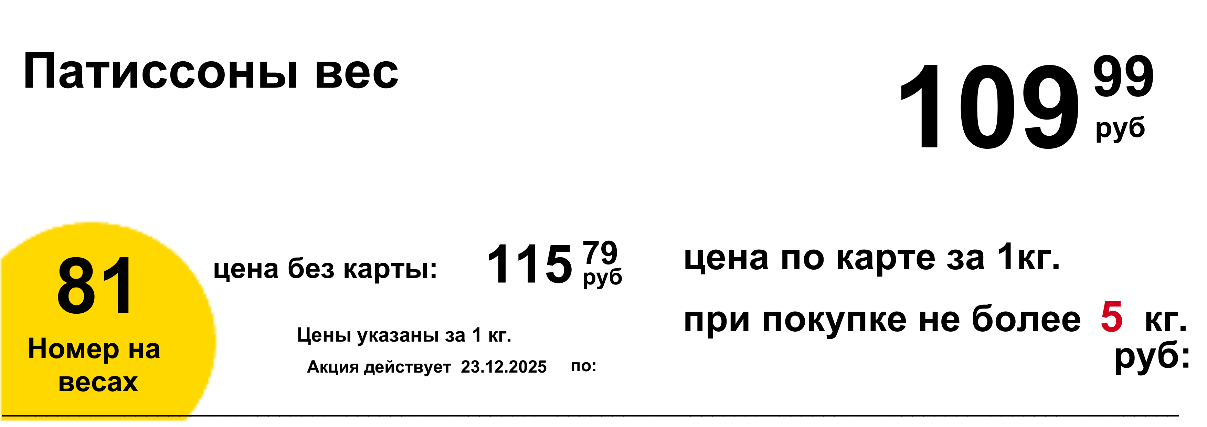 Патиссоны вес
109 99
руб
81
Номер на
весах
цена без карты: 115 79
руб
Цены указаны за 1 кг.
Акция действует 23.12.2025 по:
цена по карте за 1кг.
при покупке не более 5 кг.
руб: